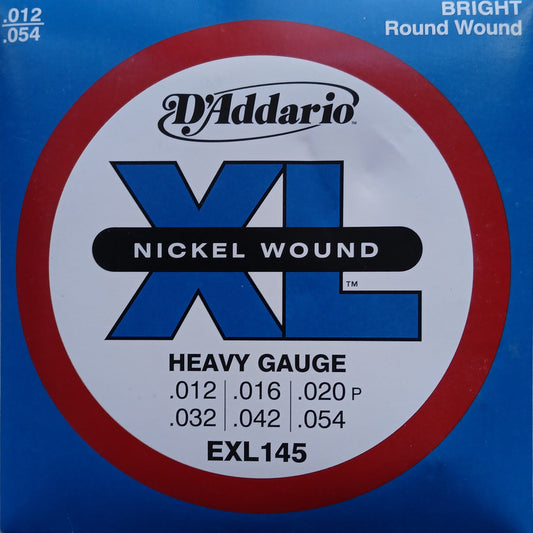 .012
.054
BRIGHT
Round Wound
D'Addario
XL
NICKEL WOUND
TM
HEAVY GAUGE
.012 .016 .020 P
.032 .042 .054
EXL145